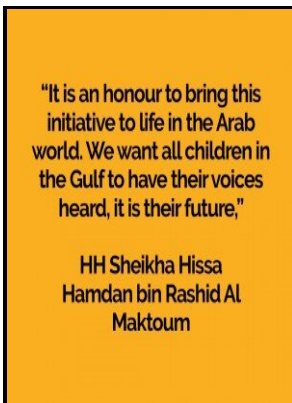 “It is an honour to bring this
initiative to life in the Arab
world. We want all children in
the Gulf to have their voices
heard, it is their future,”
HH Sheikha Hissa
Hamdan bin Rashid Al
Maktoum